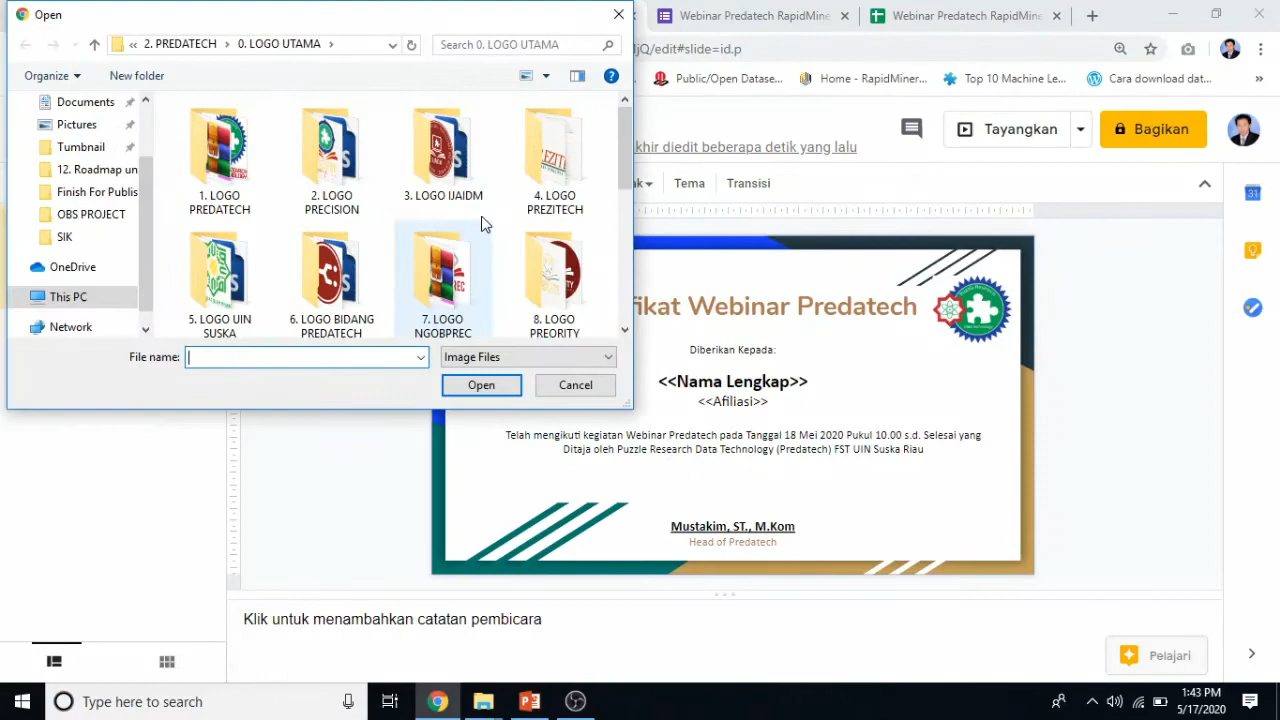 Open
Webinar Predatech RapidMine
Webinar Predatech RapidMine
« 2. PREDATECH > 0. LOGO UTAMA >
Search 0. LOGO UTAMA
jQ/edit#slide=id.p
Organize
New folder
Public/Open Datase...
Home - RapidMiner...
Top 10 Machine Le...
Cara download dat...
»
Documents
Pictures
Tumbnail
12. Roadmap un
Finish For Publis
OBS PROJECT
SIK
OneDrive
This PC
Network
1. LOGO
PREDATECH
2. LOGO
PRECISION
3. LOGO IJAIDM
4. LOGO
PREZITECH
5. LOGO UIN
SUSKA
6. LOGO BIDANG
PREDATECH
7. LOGO
NGOBPREC
8. LOGO
PREORITY
File name:
Image Files
Open
Cancel
Tayangkan
Bagikan
khir diedit beberapa detik yang lalu
ak
Tema
Transisi
31
fikat Webinar Predatech
Diberikan Kepada:
<<Nama Lengkap>>
<<Afiliasi>>
Telah mengikuti kegiatan Webinar Predatech pada Tanggal 18 Mei 2020 Pukul 10.00 s.d. Selesai yang
Ditaja oleh Puzzle Research Data Technology (Predatech) FST UIN Suska Riau
Mustakim, ST., M.Kom
Head of Predatech
Klik untuk menambahkan catatan pembicara
Pelajari
Type here to search
1:43 PM
5/17/2020